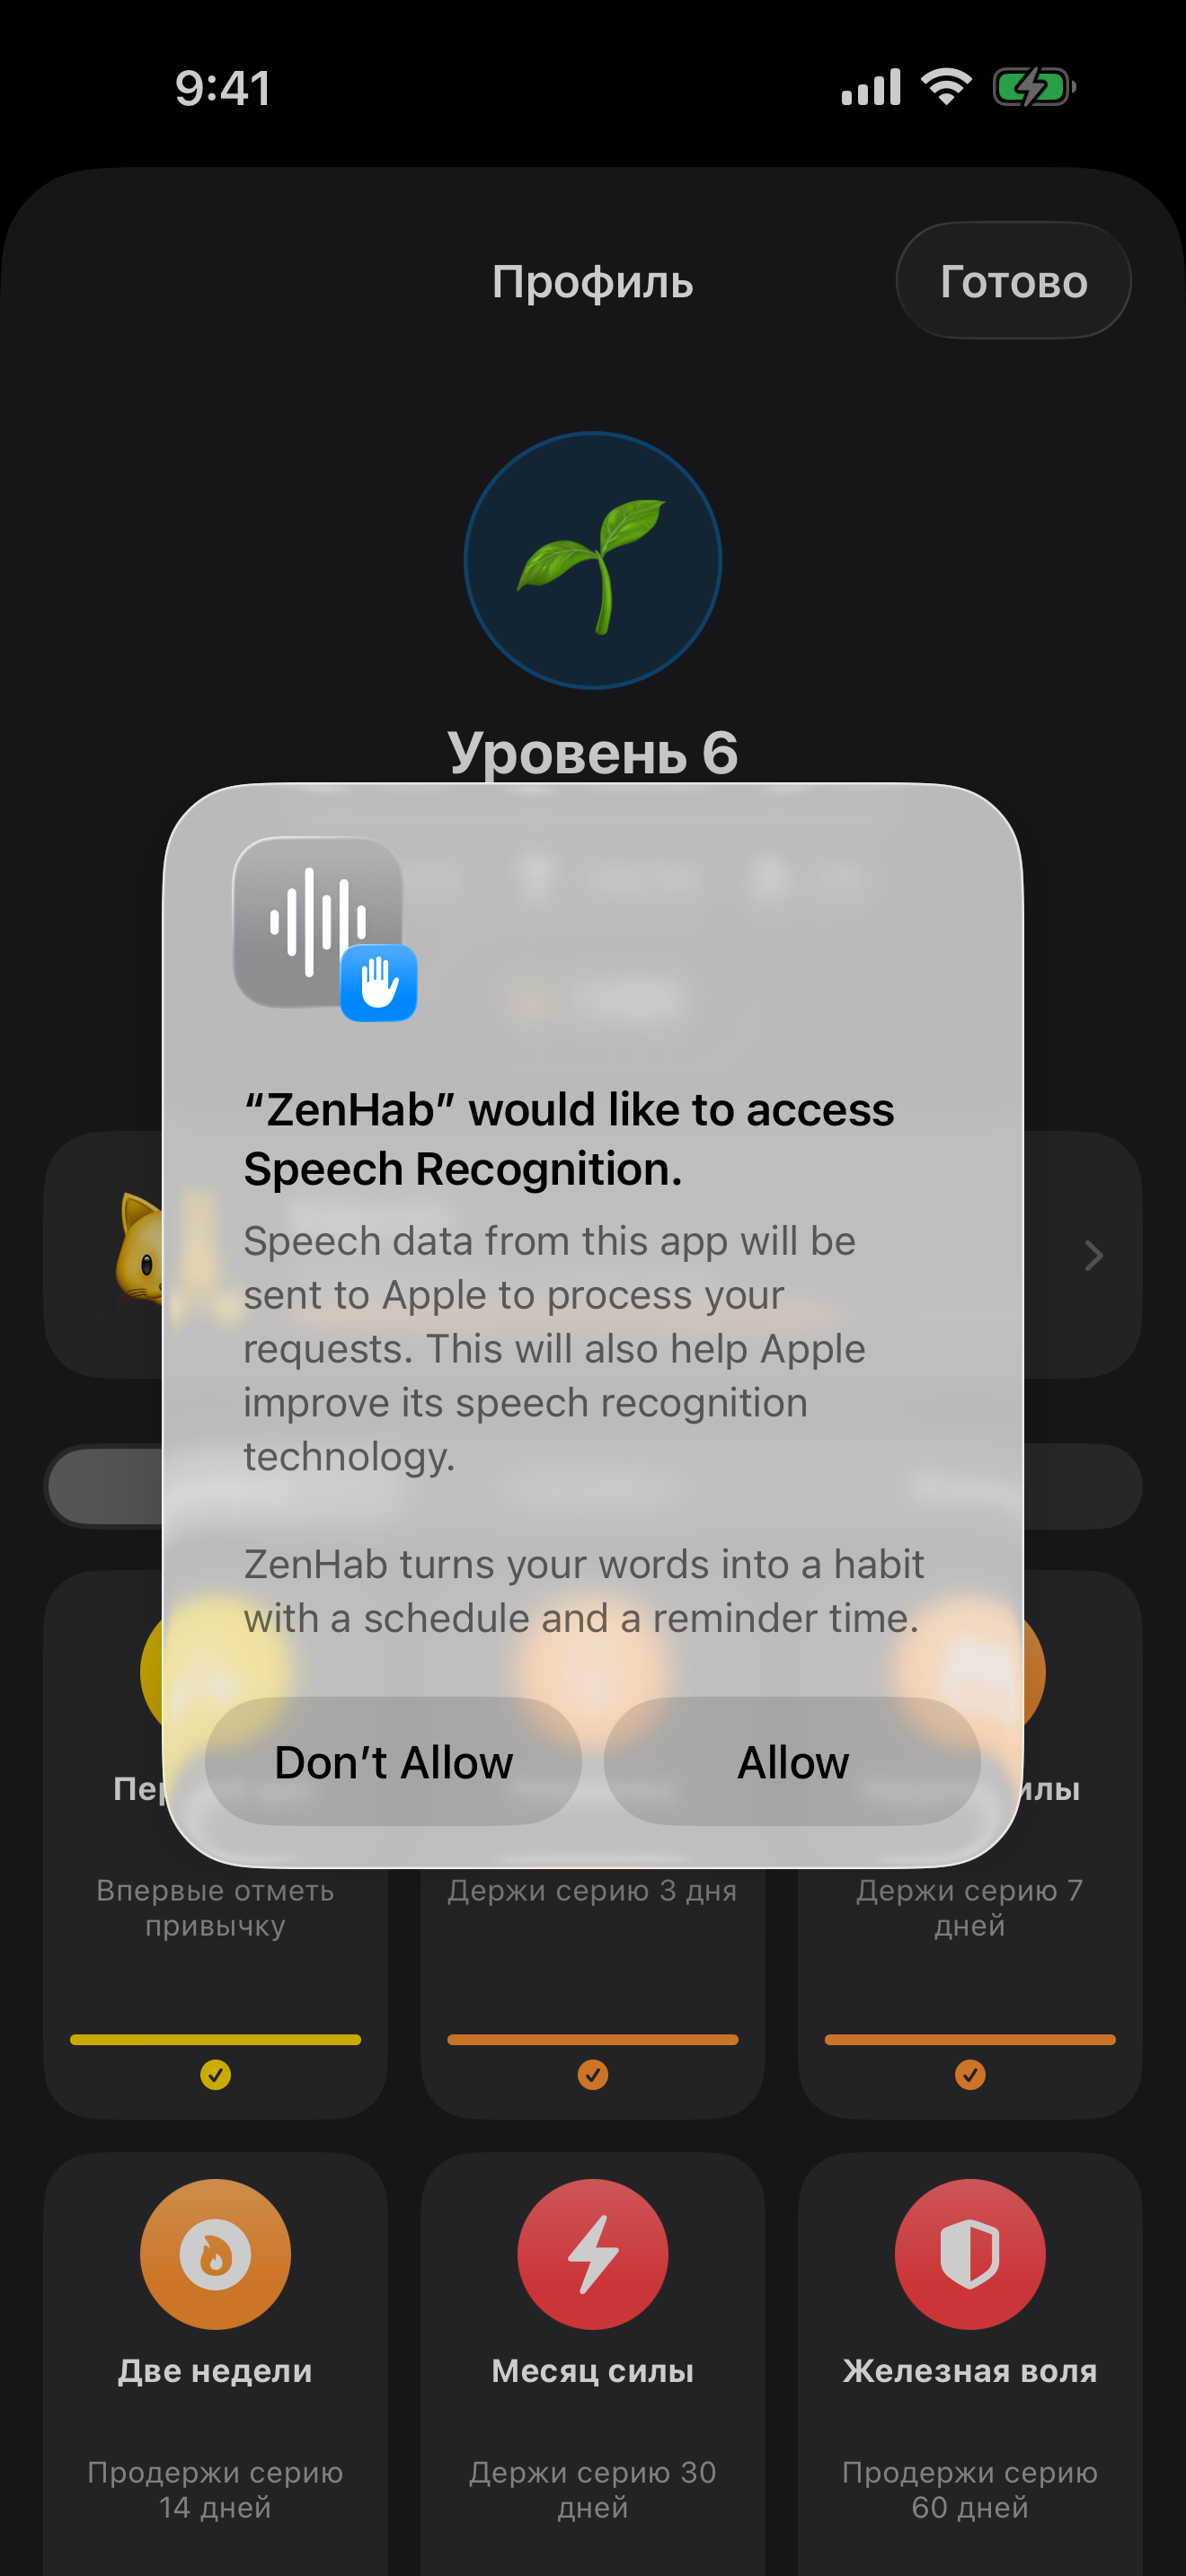 9:41
Профиль
Готово
Уровень 6
“ZenHab” would like to access
Speech Recognition.
Speech data from this app will be
sent to Apple to process your
requests. This will also help Apple
improve its speech recognition
technology.
ZenHab turns your words into a habit
with a schedule and a reminder time.
Don’t Allow
Allow
Впервые отметь
привычку
Держи серию 3 дня
Держи серию 7
дней
Две недели
Месяц силы
Железная воля
Продержи серию
14 дней
Держи серию 30
дней
Продержи серию
60 дней